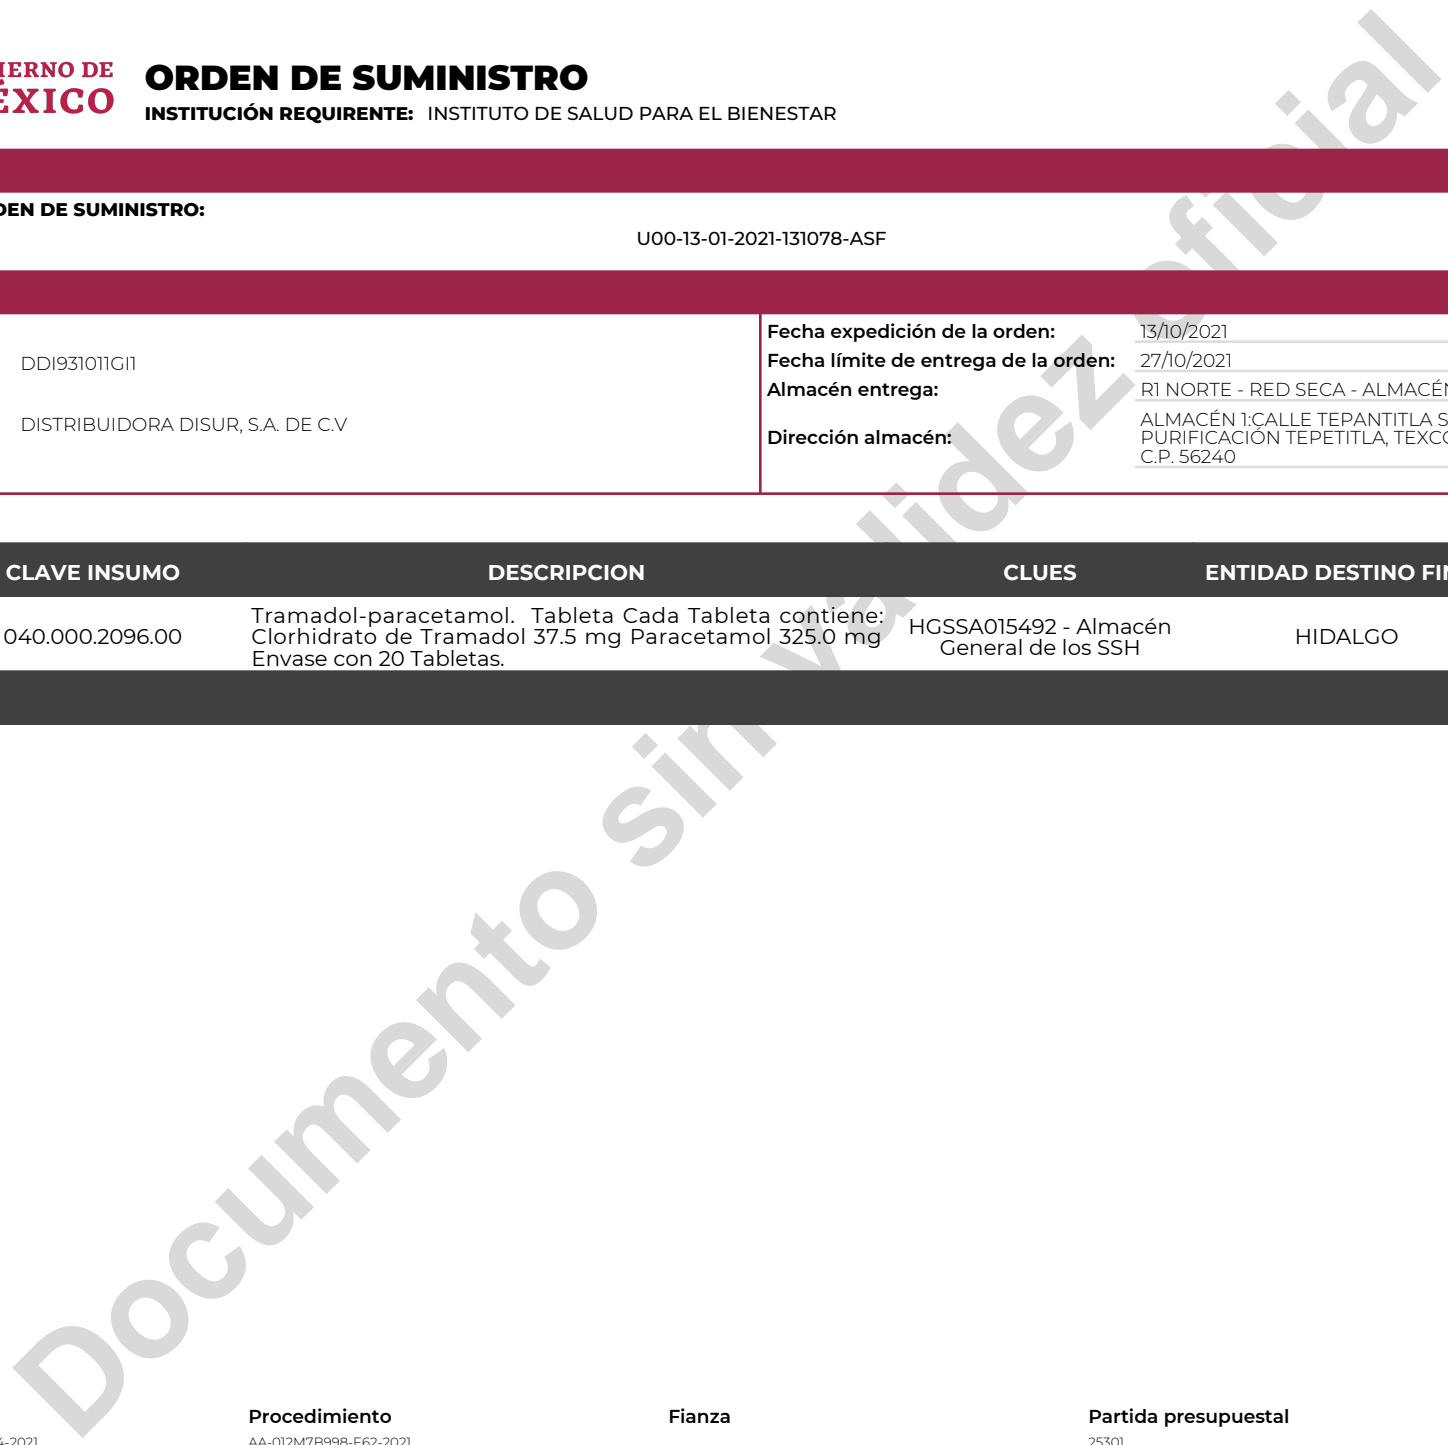 ORDEN DE SUMINISTRO
INSTITUCIÓN REQUIRENTE: INSTITUTO DE SALUD PARA EL BIENESTAR
DE
ÉXICO
DE SUMINISTRO:
U00-13-01-2021-131078-ASF
DDI931011GI1
DISTRIBUIDORA DISUR, S.A. DE C.V
Fecha expedición de la orden: 13/10/2021
Fecha límite de entrega de la orden: 27/10/2021
Almacén entrega: R1 NORTE - RED SECA - ALMACÉN
Dirección almacén: ALMACÉN 1:CALLE TEPANTITLA S
PURIFICACIÓN TEPETITLA, TEXCO
C.P. 56240
CLAVE INSUMO DESCRIPCION CLUES ENTIDAD DESTINO FIN
040.000.2096.00
Tramadol-paracetamol. Tableta Cada Tableta contiene:
Clorhidrato de Tramadol 37.5 mg Paracetamol 325.0 mg
Envase con 20 Tabletas.
HGSSA015492 - Almacén
General de los SSH
HIDALGO
Documento sin validez oficial
Procedimiento Fianza Partida presupuestal
-2021 AA-012M7B998-E62-2021 25301